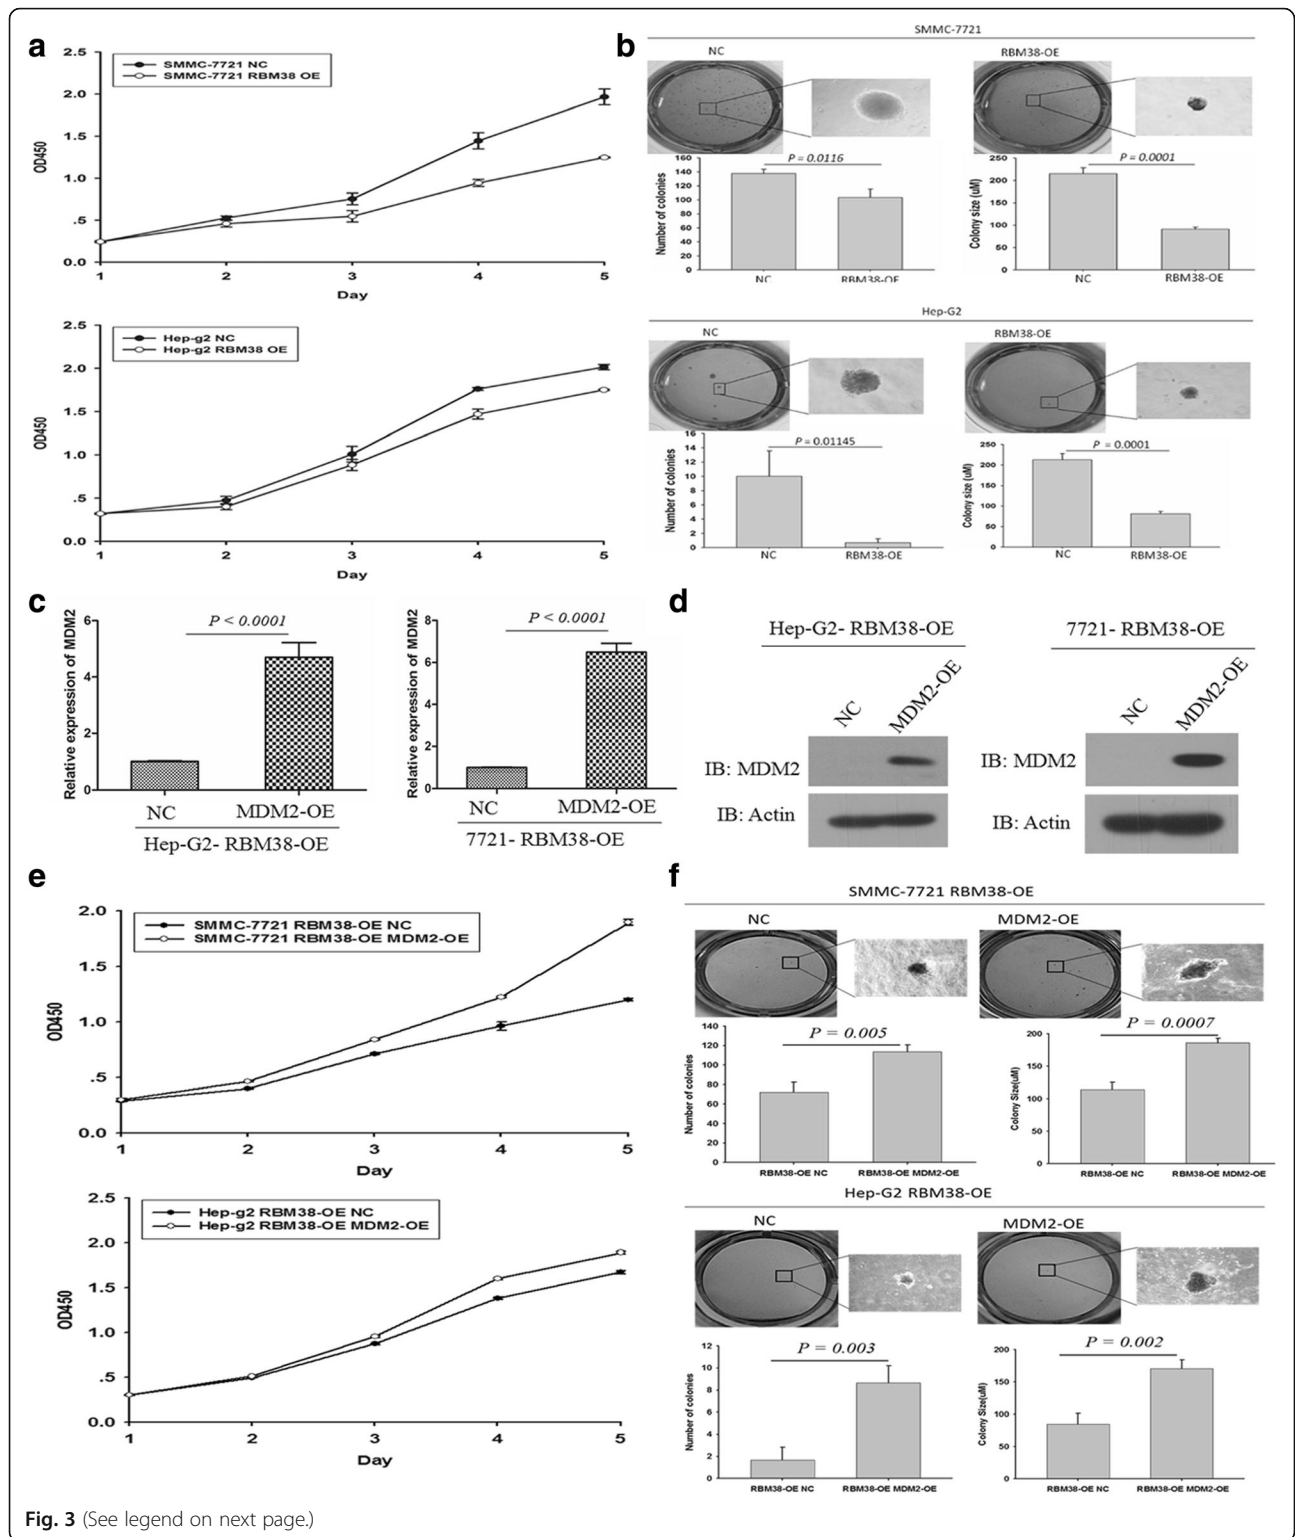 a
2.5
2.0
1.5
1.0
.5
0.0
OD450
SMMC-7721 NC
SMMC-7721 RBM38 OE
1 2 3 4 5
Day
2.5
2.0
1.5
1.0
.5
0.0
OD450
Hep-g2 NC
Hep-g2 RBM38 OE
1 2 3 4 5
Day
b
SMMC-7721
NC
RBM38-OE
160
140
120
100
80
60
40
20
0
Number of colonies
P = 0.0116
NC RBM38-OE
250
200
150
100
50
0
Colony size (uM)
P = 0.0001
NC RBM38-OE
Hep-G2
NC
RBM38-OE
16
14
12
10
8
6
4
2
0
Number of colonies
P = 0.01145
NC RBM38-OE
250
200
150
100
50
0
Colony size (uM)
P = 0.0001
NC RBM38-OE
c
Relative expression of MDM2
6
4
2
0
P < 0.0001
NC MDM2-OE
Hep-G2- RBM38-OE
Relative expression of MDM2
8
6
4
2
0
P < 0.0001
NC MDM2-OE
7721- RBM38-OE
d
Hep-G2- RBM38-OE
NC MDM2-OE
IB: MDM2
IB: Actin
7721- RBM38-OE
NC MDM2-OE
IB: MDM2
IB: Actin
e
2.0
1.5
1.0
.5
0.0
OD450
SMMC-7721 RBM38-OE NC
SMMC-7721 RBM38-OE MDM2-OE
1 2 3 4 5
Day
2.5
2.0
1.5
1.0
.5
0.0
OD450
Hep-g2 RBM38-OE NC
Hep-g2 RBM38-OE MDM2-OE
1 2 3 4 5
Day
f
SMMC-7721 RBM38-OE
NC
MDM2-OE
140
120
100
80
60
40
20
0
Number of colonies
P = 0.005
RBM38-OE NC RBM38-OE MDM2-OE
200
150
100
50
0
Colony Size(uM)
P = 0.0007
RBM38-OE NC RBM38-OE MDM2-OE
Hep-G2 RBM38-OE
NC
MDM2-OE
12
10
8
6
4
2
0
Number of colonies
P = 0.003
RBM38-OE NC RBM38-OE MDM2-OE
200
150
100
50
0
Colony Size(uM)
P = 0.002
RBM38-OE NC RBM38-OE MDM2-OE
Fig. 3 (See legend on next page.)